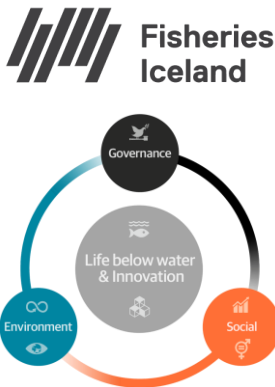 Fisheries
Iceland
Governance
Life below water
& Innovation
Environment
Social